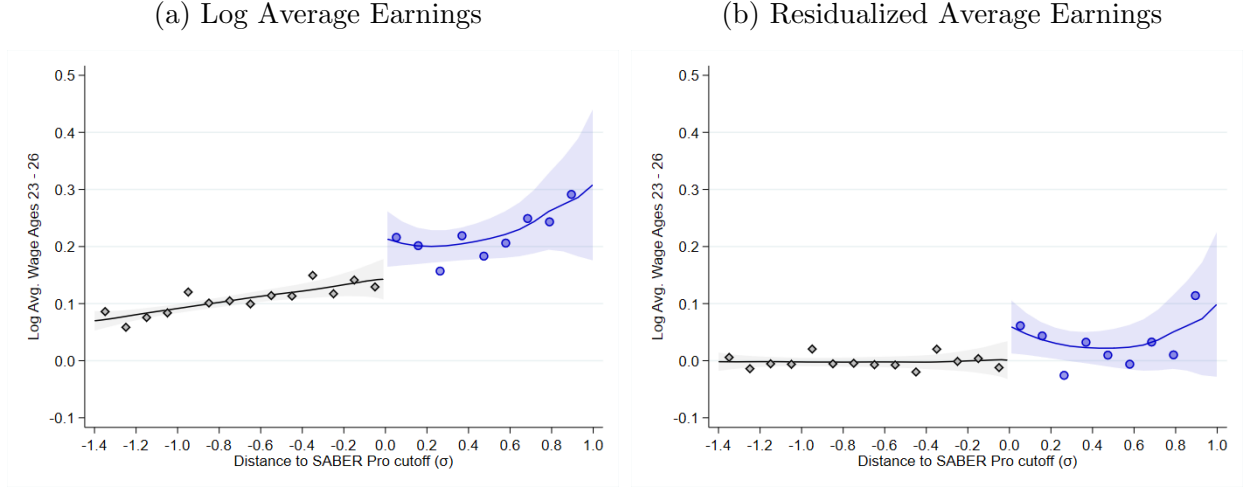 (a) Log Average Earnings
(b) Residualized Average Earnings
Log Avg. Wage Ages 23 - 26
0.5
0.4
0.3
0.2
0.1
0.0
-0.1
-1.4 -1.2 -1.0 -0.8 -0.6 -0.4 -0.2 0.0 0.2 0.4 0.6 0.8 1.0
Distance to SABER Pro cutoff (σ)
Log Avg. Wage Ages 23 - 26
0.5
0.4
0.3
0.2
0.1
0.0
-0.1
-1.4 -1.2 -1.0 -0.8 -0.6 -0.4 -0.2 0.0 0.2 0.4 0.6 0.8 1.0
Distance to SABER Pro cutoff (σ)